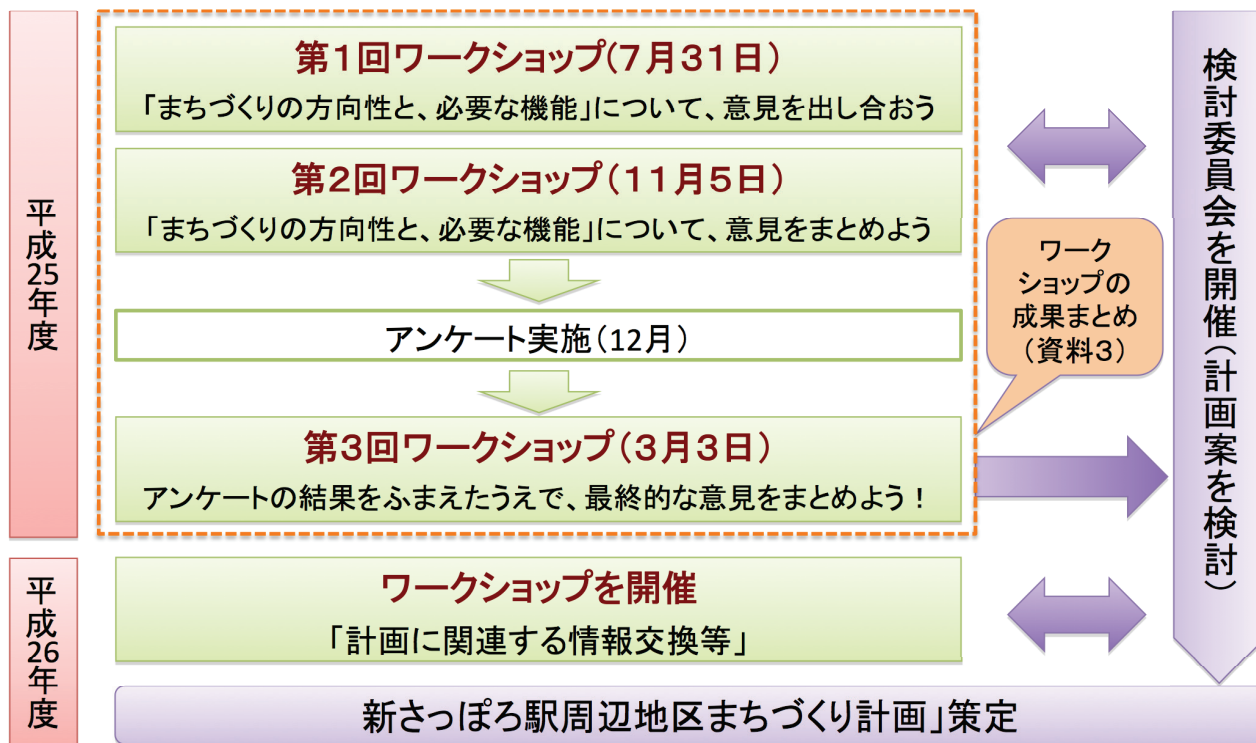 平成25年度
第1回ワークショップ(7月31日)
「まちづくりの方向性と、必要な機能」について、意見を出し合おう
第2回ワークショップ(11月5日)
「まちづくりの方向性と、必要な機能」について、意見をまとめよう
アンケート実施(12月)
第3回ワークショップ(3月3日)
アンケートの結果をふまえたうえで、最終的な意見をまとめよう!
ワーク
ショップの
成果まとめ
(資料3)
検討委員会を開催(計画案を検討)
平成26年度
ワークショップを開催
「計画に関連する情報交換等」
新さっぽろ駅周辺地区まちづくり計画」策定